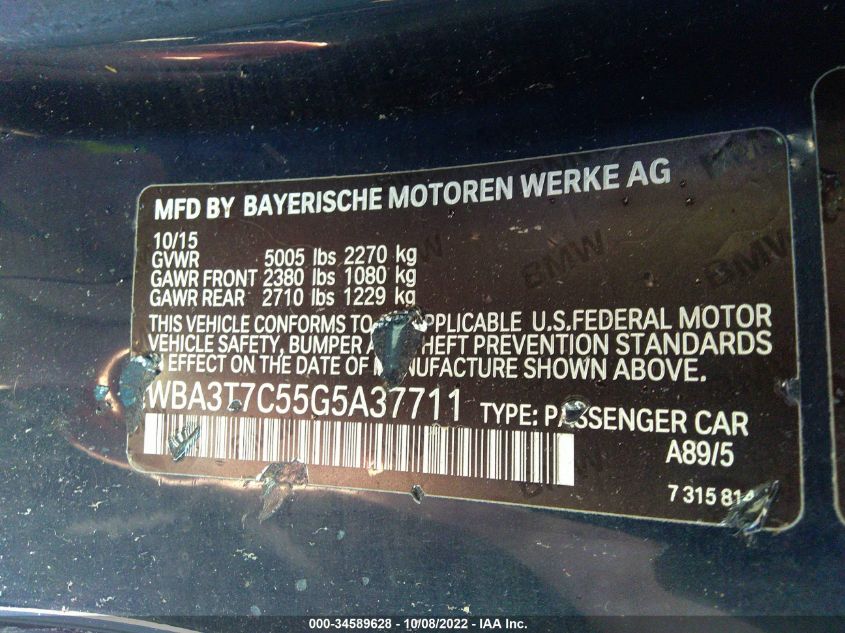 MFD BY BAYERISCHE MOTOREN WERKE AG
10/15
GVWR 5005 lbs 2270 kg
GAWR FRONT 2380 lbs 1080 kg
GAWR REAR 2710 lbs 1229 kg
THIS VEHICLE CONFORMS TO APPLICABLE U.S.FEDERAL MOTOR
VEHICLE SAFETY, BUMPER THEFT PREVENTION STANDARDS
EFFECT ON THE DATE OF MANUFACTURE SHOWN ABOVE.
WBA3T7C55G5A37711 TYPE: PASSENGER CAR
A89/5
7 315 814
BMW
BMW
BMW
000-34589628 - 10/08/2022 - IAA Inc.